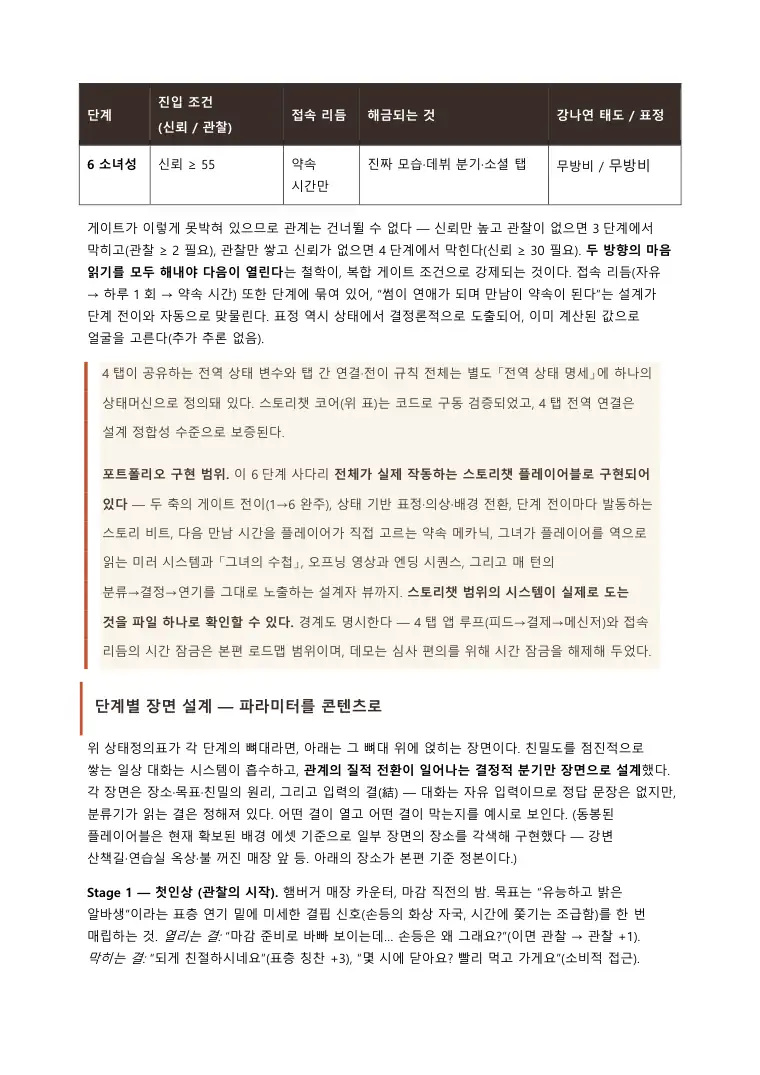 단계
진입 조건
(신뢰 / 관찰)
접속 리듬
해금되는 것
강나연 태도 / 표정
6 소녀성
신뢰 ≥ 55
약속
시간만
진짜 모습·데뷔 분기·소셜 탭
무방비 / 무방비
게이트가 이렇게 못박혀 있으므로 관계는 건너뛸 수 없다 — 신뢰만 높고 관찰이 없으면 3 단계에서
막히고(관찰 ≥ 2 필요), 관찰만 쌓고 신뢰가 없으면 4 단계에서 막힌다(신뢰 ≥ 30 필요). 두 방향의 마음
읽기를 모두 해내야 다음이 열린다는 철학이, 복합 게이트 조건으로 강제되는 것이다. 접속 리듬(자유
→ 하루 1 회 → 약속 시간) 또한 단계에 묶여 있어, “썸이 연애가 되며 만남이 약속이 된다”는 설계가
단계 전이와 자동으로 맞물린다. 표정 역시 상태에서 결정론적으로 도출되어, 이미 계산된 값으로
얼굴을 고른다(추가 추론 없음).
4 탭이 공유하는 전역 상태 변수와 탭 간 연결·전이 규칙 전체는 별도 「전역 상태 명세」에 하나의
상태머신으로 정의돼 있다. 스토리챗 코어(위 표)는 코드로 구동 검증되었고, 4 탭 전역 연결은
설계 정합성 수준으로 보증된다.
포트폴리오 구현 범위. 이 6 단계 사다리 전체가 실제 작동하는 스토리챗 플레이어블로 구현되어
있다 — 두 축의 게이트 전이(1→6 완주), 상태 기반 표정·의상·배경 전환, 단계 전이마다 발동하는
스토리 비트, 다음 만남 시간을 플레이어가 직접 고르는 약속 메카닉, 그녀가 플레이어를 역으로
읽는 미러 시스템과 「그녀의 수첩」, 오프닝 영상과 엔딩 시퀀스, 그리고 매 턴의
분류→결정→연기를 그대로 노출하는 설계자 뷰까지. 스토리챗 범위의 시스템이 실제로 도는
것을 파일 하나로 확인할 수 있다. 경계도 명시한다 — 4 탭 앱 루프(피드→결제→메신저)와 접속
리듬의 시간 잠금은 본편 로드맵 범위이며, 데모는 심사 편의를 위해 시간 잠금을 해제해 두었다.
단계별 장면 설계 — 파라미터를 콘텐츠로
위 상태정의표가 각 단계의 뼈대라면, 아래는 그 뼈대 위에 얹히는 장면이다. 친밀도를 점진적으로
쌓는 일상 대화는 시스템이 흡수하고, 관계의 질적 전환이 일어나는 결정적 분기만 장면으로 설계했다.
각 장면은 장소·목표·친밀의 원리, 그리고 입력의 결(結) — 대화는 자유 입력이므로 정답 문장은 없지만,
분류기가 읽는 결은 정해져 있다. 어떤 결이 열고 어떤 결이 막는지를 예시로 보인다. (동봉된
플레이어블은 현재 확보된 배경 에셋 기준으로 일부 장면의 장소를 각색해 구현했다 — 강변
산책길·연습실 옥상·불 꺼진 매장 앞 등. 아래의 장소가 본편 기준 정본이다.)
Stage 1 — 첫인상 (관찰의 시작). 햄버거 매장 카운터, 마감 직전의 밤. 목표는 “유능하고 밝은
알바생”이라는 표층 연기 밑에 미세한 결핍 신호(손등의 화상 자국, 시간에 쫓기는 조급함)를 한 번
매립하는 것. 열리는 결: “마감 준비로 바빠 보이는데... 손등은 왜 그래요?”(이면 관찰 → 관찰 +1).
막히는 결: “되게 친절하시네요”(표층 칭찬 +3), “몇 시에 닫아요? 빨리 먹고 가게요”(소비적 접근).